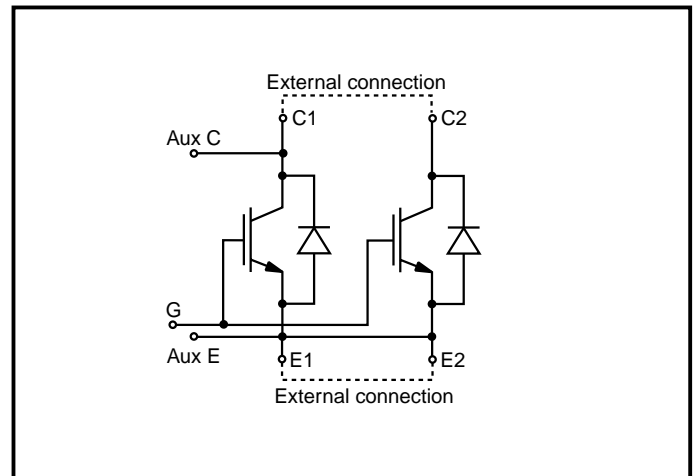 External connection
C1
C2
Aux C
G
Aux E
E1
E2
External connection